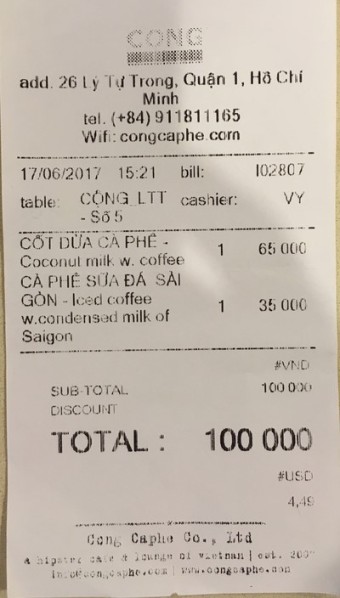 CONG
add. 26 Lý Tự Trong, Quận 1, Hồ Chí
Minh
tel. (+84) 911811165
Wifi: congcaphe.com
17/06/2017 15:21 bill: I02807
table: CỘNG_LTT cashier: VY
- Số 5
CỐT DỪA CÀ PHÊ -
Coconut milk w. coffee 1 65 000
CÀ PHÊ SỮA ĐÁ SÀI
GÒN - Iced coffee 1 35 000
w.condensed milk of
Saigon
#VND
SUB-TOTAL 100 000
DISCOUNT
TOTAL : 100 000
#USD
4,49
Cong Caphe Co., Ltd
a hipster cafe & lounge of vietnam | est.
info@congcaphe.com | www.congcaphe.com